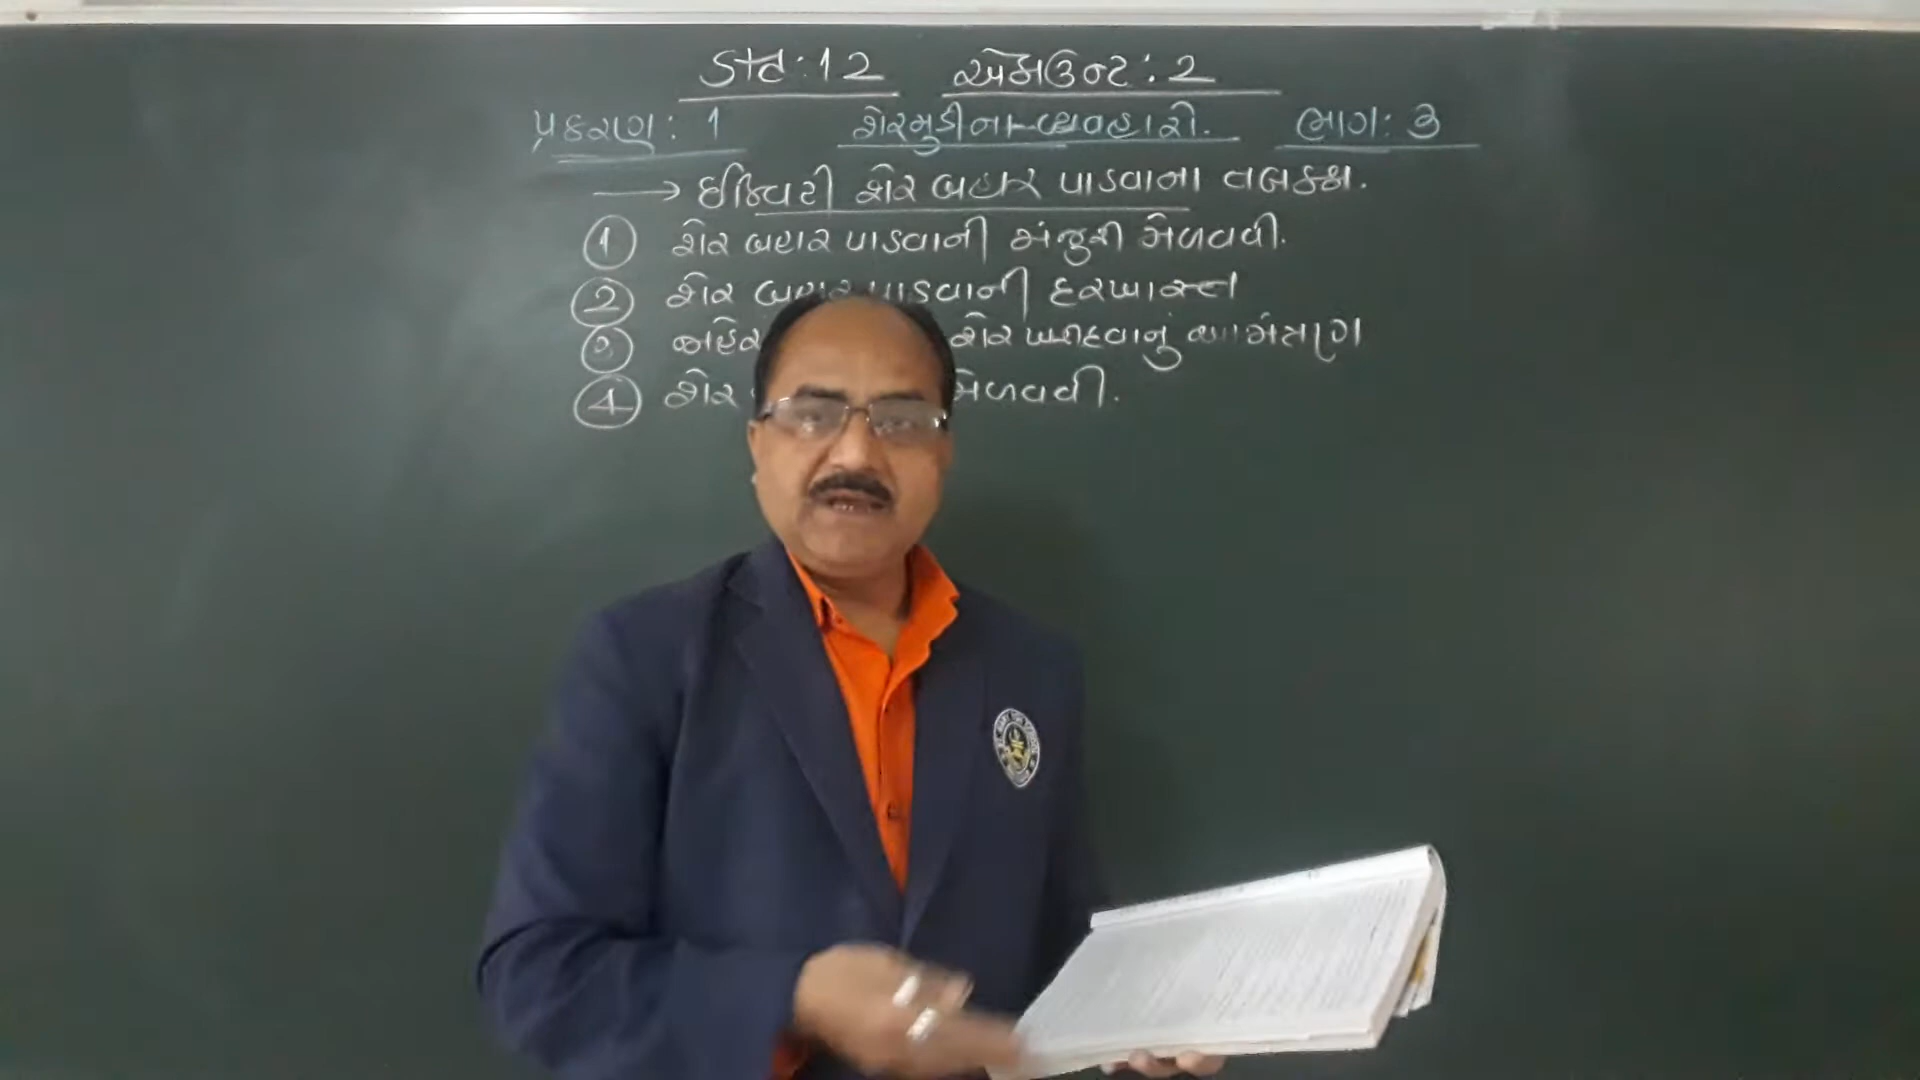 ધોરણ: 12 એકાઉન્ટ: 2
પ્રકરણ: 1 શેરમુડીના વ્યવહારો. ભાગ: 3
→ ઈક્વિટી શેર બહાર પાડવાના તબક્કા.
1 શેર બહાર પાડવાની મંજુરી મેળવવી.
2 શેર બહાર પાડવાની દરખાસ્ત
3 જાહેર શેર ખરીદવાનું આમંત્રણ
4 શેર મેળવવી.